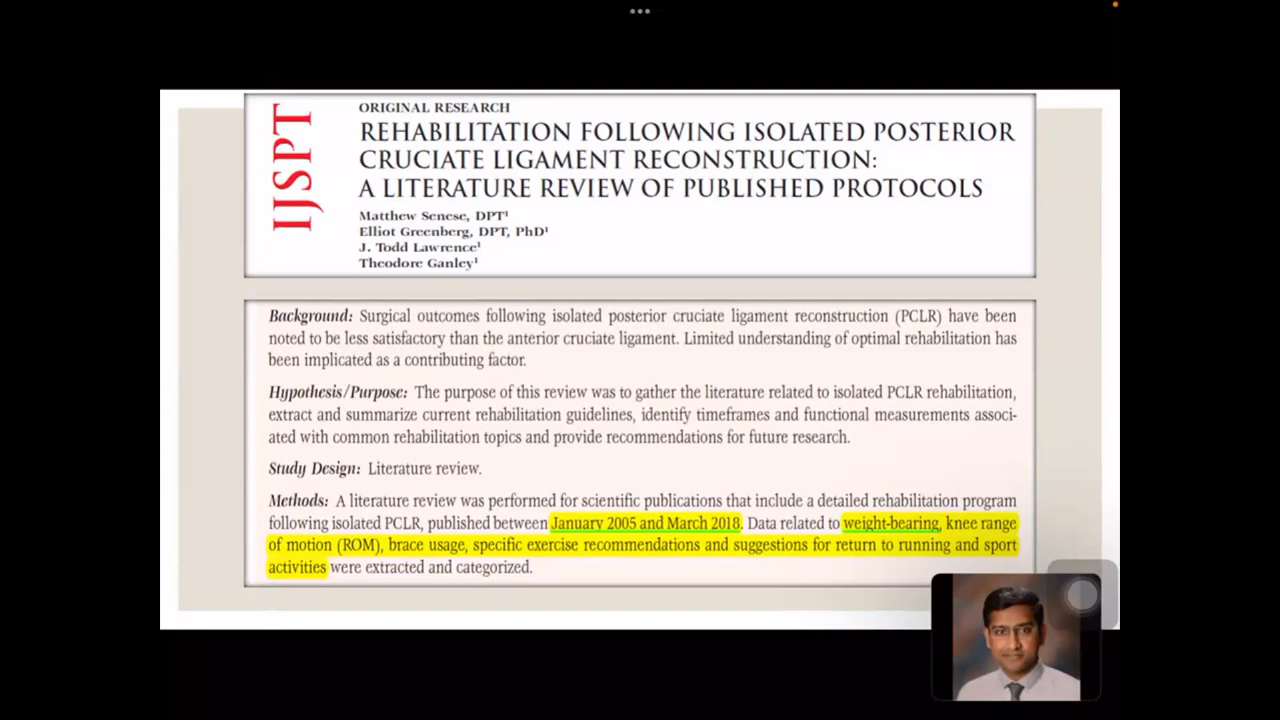 IJSPT
ORIGINAL RESEARCH
REHABILITATION FOLLOWING ISOLATED POSTERIOR
CRUCIATE LIGAMENT RECONSTRUCTION:
A LITERATURE REVIEW OF PUBLISHED PROTOCOLS
Matthew Senese, DPT¹
Elliot Greenberg, DPT, PhD¹
J. Todd Lawrence¹
Theodore Ganley¹
Background: Surgical outcomes following isolated posterior cruciate ligament reconstruction (PCLR) have been
noted to be less satisfactory than the anterior cruciate ligament. Limited understanding of optimal rehabilitation has
been implicated as a contributing factor.
Hypothesis/Purpose: The purpose of this review was to gather the literature related to isolated PCLR rehabilitation,
extract and summarize current rehabilitation guidelines, identify timeframes and functional measurements associ-
ated with common rehabilitation topics and provide recommendations for future research.
Study Design: Literature review.
Methods: A literature review was performed for scientific publications that include a detailed rehabilitation program
following isolated PCLR, published between January 2005 and March 2018. Data related to weight-bearing, knee range
of motion (ROM), brace usage, specific exercise recommendations and suggestions for return to running and sport
activities were extracted and categorized.